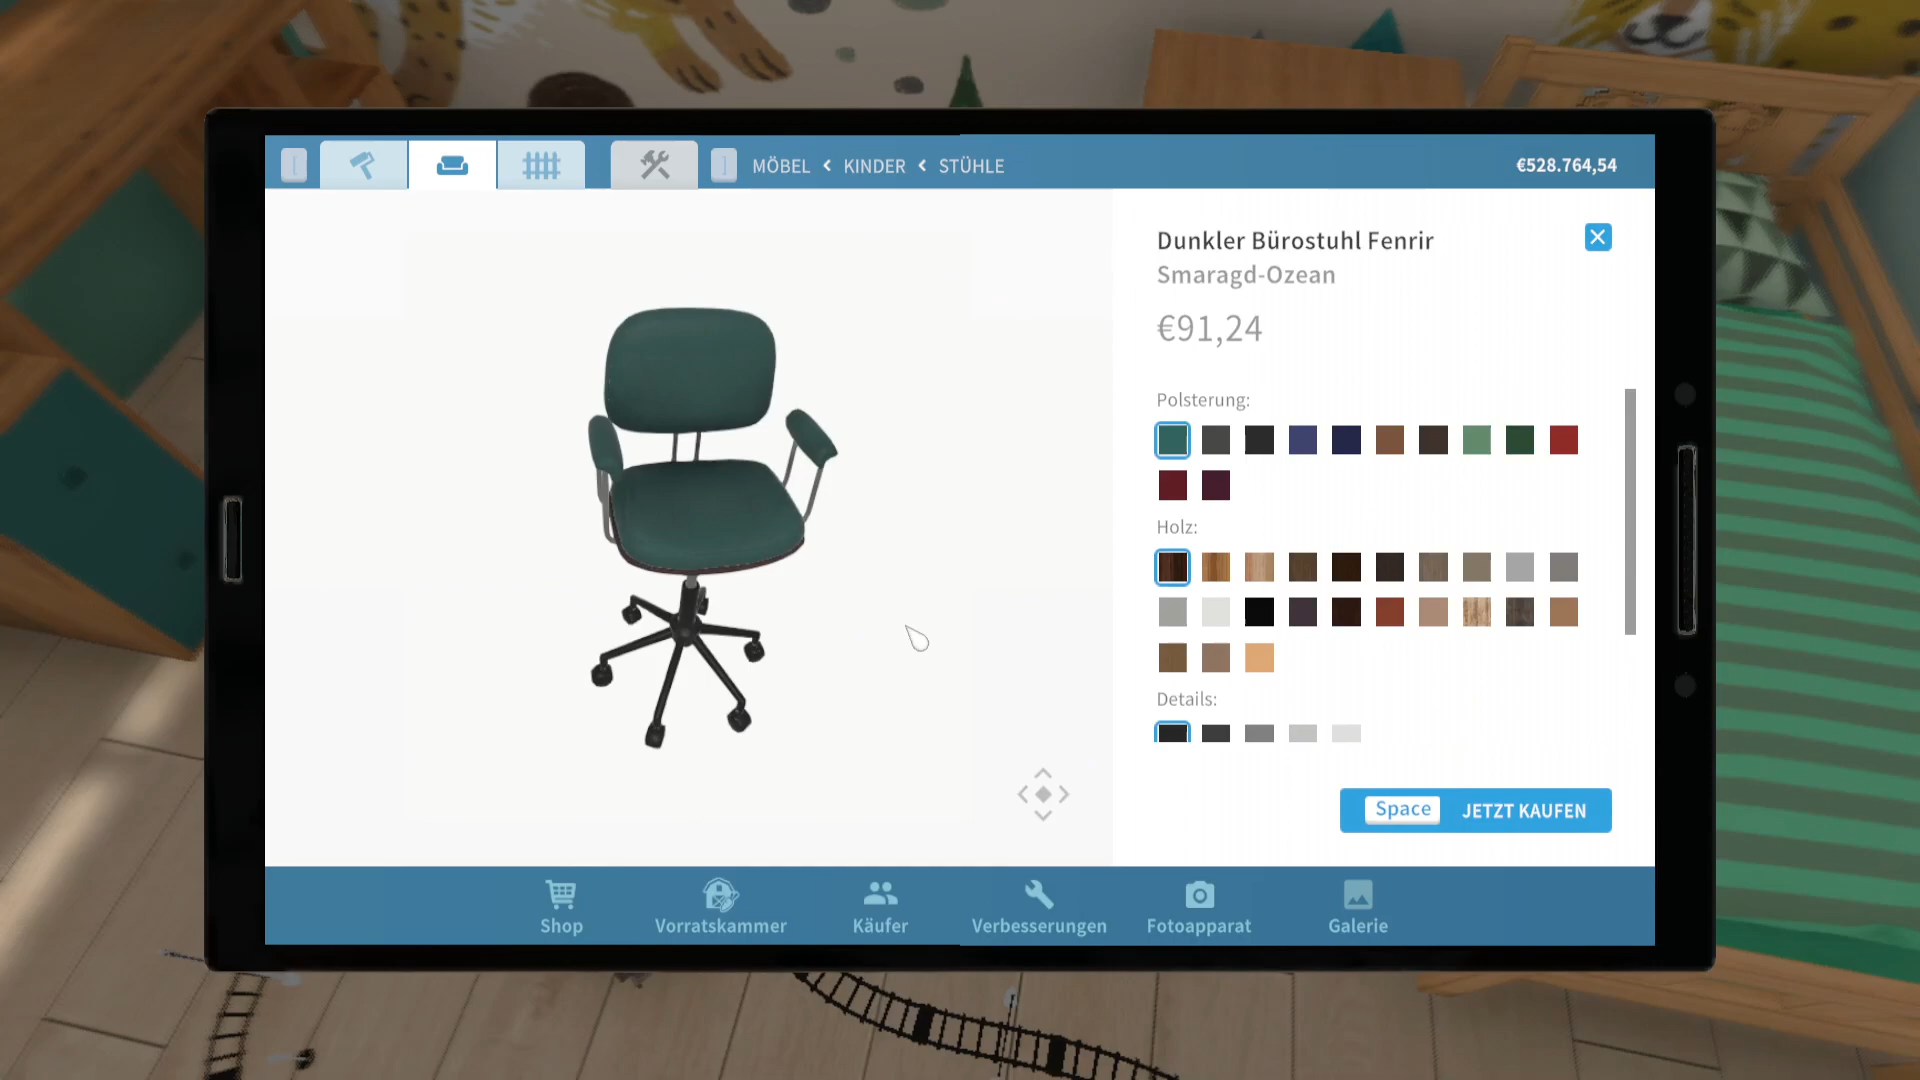 [
]
MÖBEL < KINDER < STÜHLE
€528.764,54
Dunkler Bürostuhl Fenrir
Smaragd-Ozean
€91,24
Polsterung:
Holz:
Details:
Space JETZT KAUFEN
Shop
Vorratskammer
Käufer
Verbesserungen
Fotoapparat
Galerie